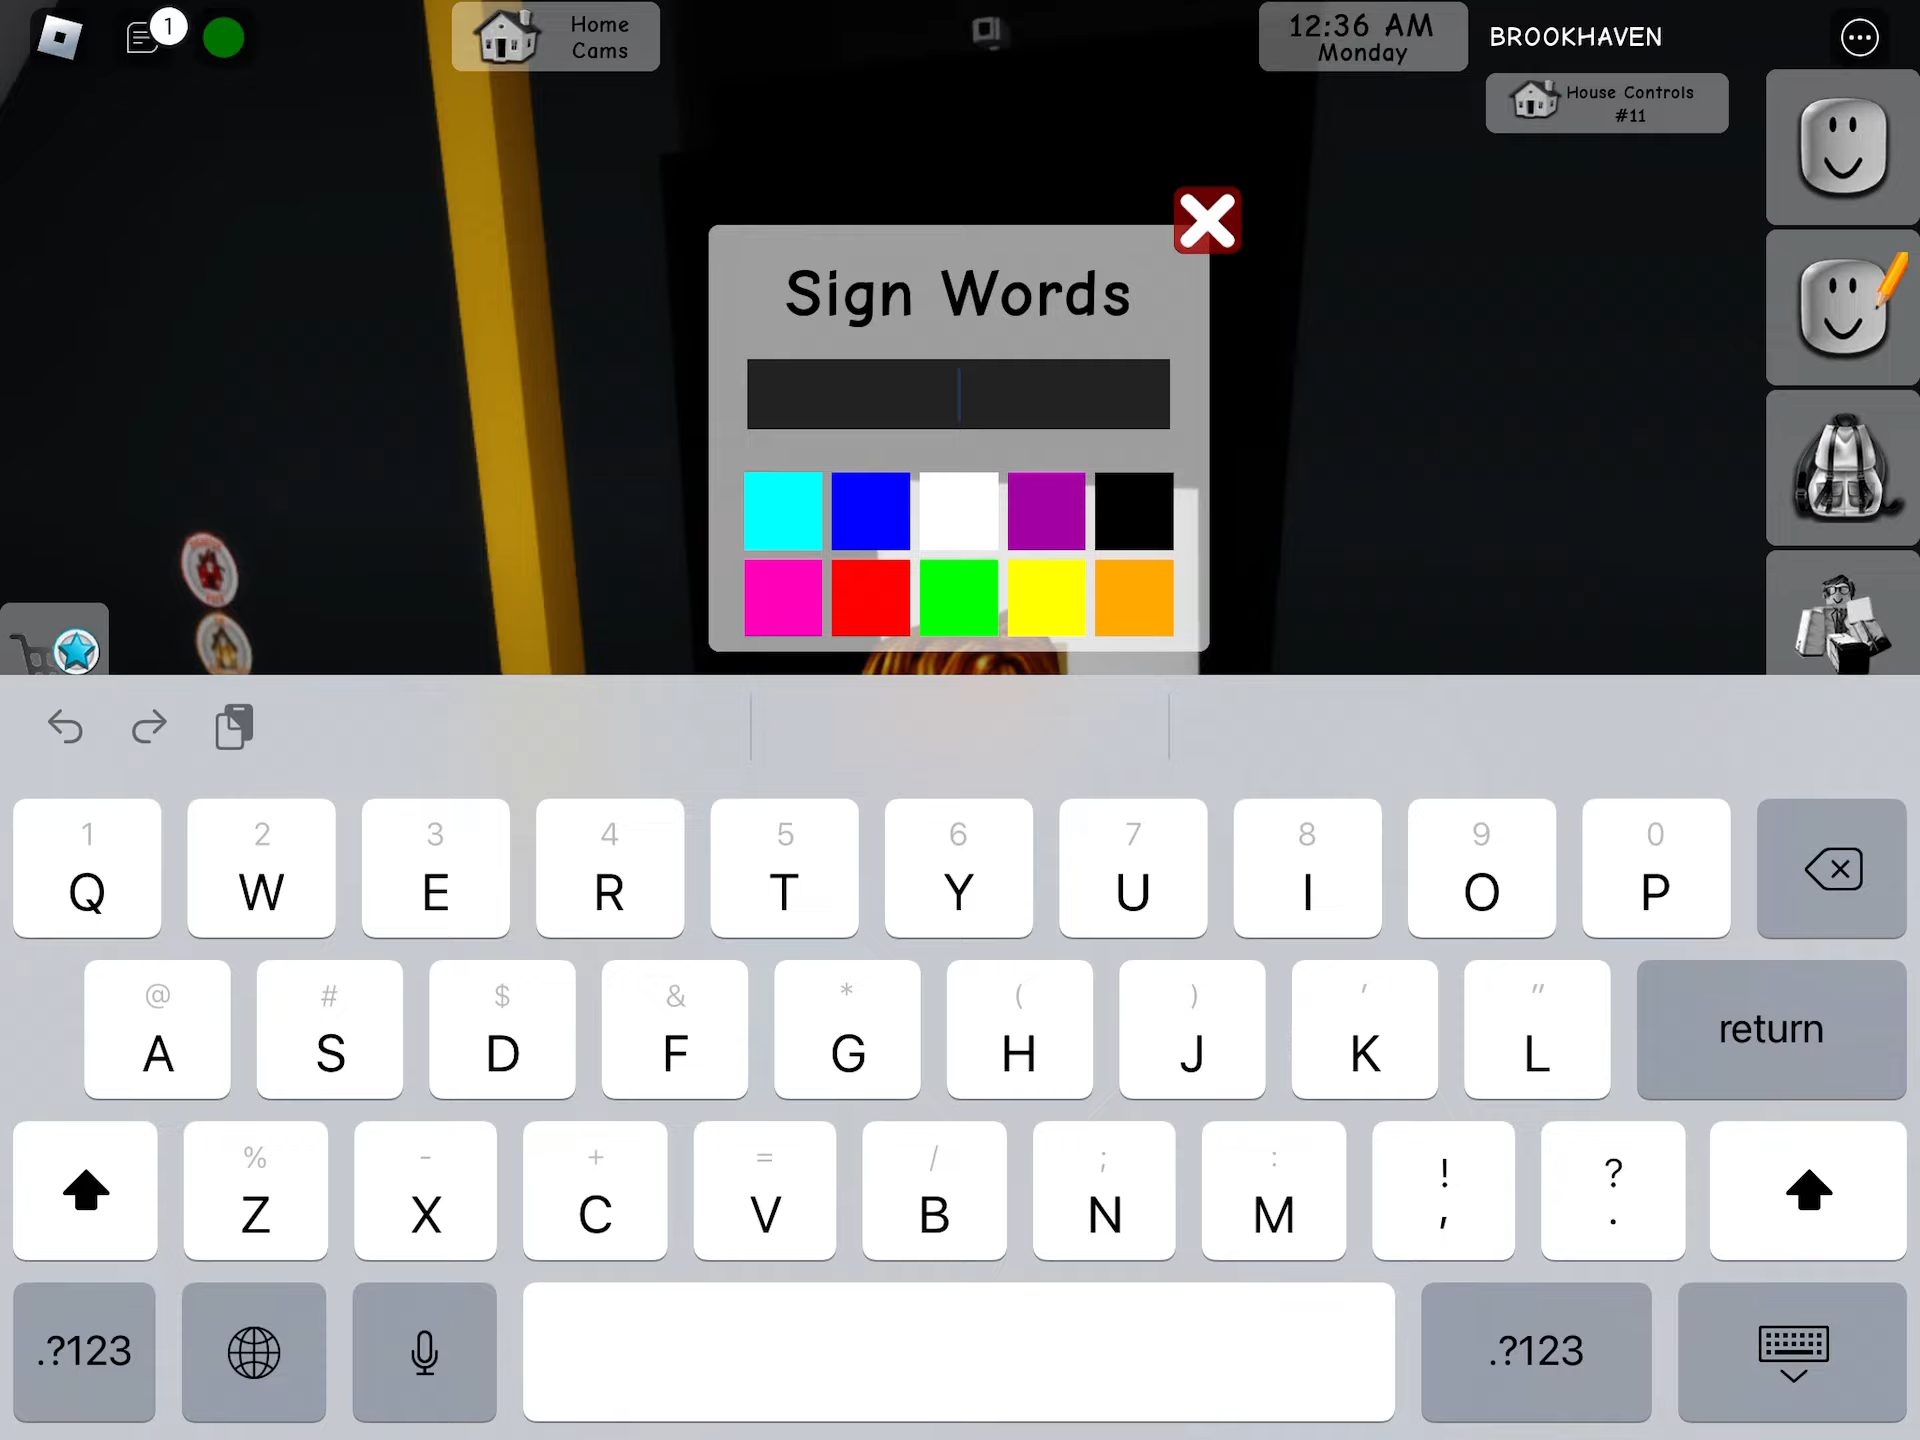 1
Home
Cams
12:36 AM
Monday
BROOKHAVEN
House Controls
#11
Sign Words
1 2 3 4 5 6 7 8 9 0
Q W E R T Y U I O P
@ # $ & * ( ) ' "
A S D F G H J K L return
% - + = / ; : ! ?
Z X C V B N M , .
.?123 .?123